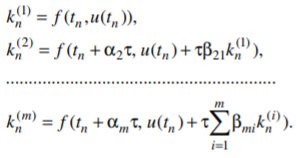 k_n^{(1)} = f(t_n, u(t_n)),
k_n^{(2)} = f(t_n + α_2τ, u(t_n) + τβ_{21}k_n^{(1)}),
............................................................
k_n^{(m)} = f(t_n + α_mτ, u(t_n) + τ∑_{i=1}^{m} β_{mi}k_n^{(i)}).